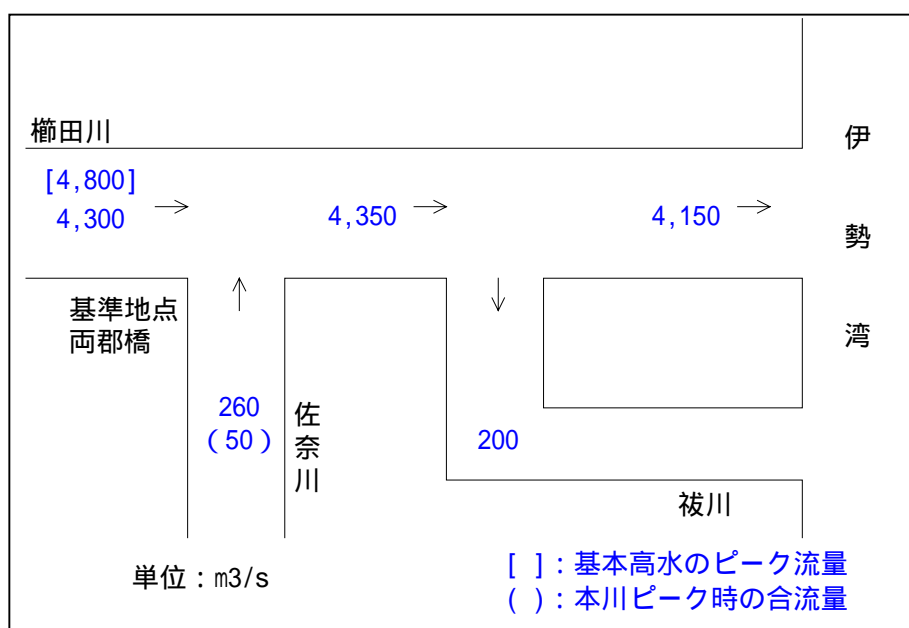 櫛田川
[4,800]
4,300 → 4,350 → 4,150 →
伊勢湾
基準地点
両郡橋
↑
↓
260
(50)
佐奈川
200
祓川
単位:m3/s
[ ]:基本高水のピーク流量
( ):本川ピーク時の合流量